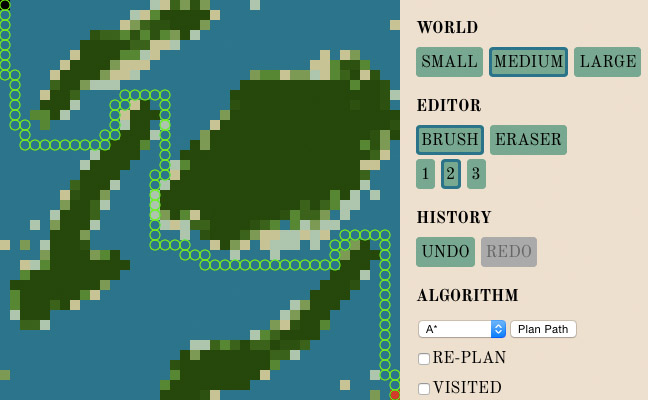 WORLD
SMALL MEDIUM LARGE
EDITOR
BRUSH ERASER
1 2 3
HISTORY
UNDO REDO
ALGORITHM
A* Plan Path
RE-PLAN
VISITED